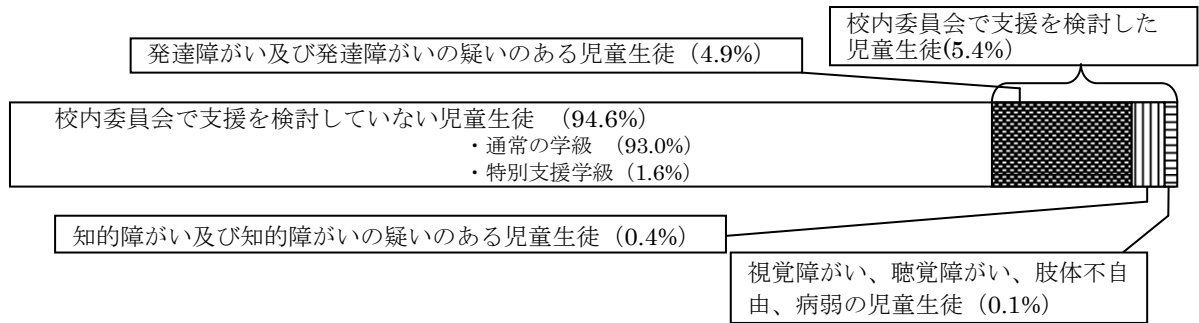 校内委員会で支援を検討した
児童生徒(5.4%)
発達障がい及び発達障がいの疑いのある児童生徒（4.9%）
校内委員会で支援を検討していない児童生徒　（94.6%）
・通常の学級　（93.0%）
・特別支援学級（1.6%）
知的障がい及び知的障がいの疑いのある児童生徒（0.4%）
視覚障がい、聴覚障がい、肢体不自
由、病弱の児童生徒（0.1%）